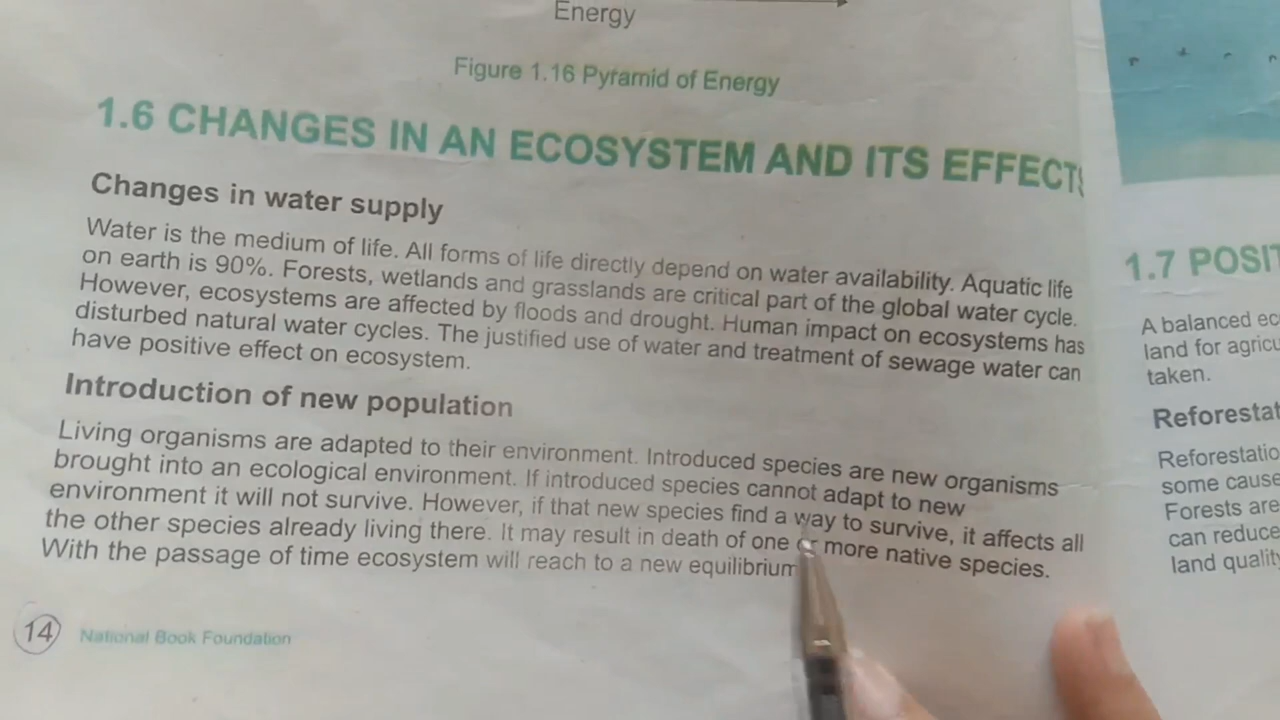 Energy
Figure 1.16 Pyramid of Energy
1.6 CHANGES IN AN ECOSYSTEM AND ITS EFFECTS
Changes in water supply
Water is the medium of life. All forms of life directly depend on water availability. Aquatic life
on earth is 90%. Forests, wetlands and grasslands are critical part of the global water cycle.
However, ecosystems are affected by floods and drought. Human impact on ecosystems has
disturbed natural water cycles. The justified use of water and treatment of sewage water can
have positive effect on ecosystem.
Introduction of new population
Living organisms are adapted to their environment. Introduced species are new organisms
brought into an ecological environment. If introduced species cannot adapt to new
environment it will not survive. However, if that new species find a way to survive, it affects all
the other species already living there. It may result in death of one or more native species.
With the passage of time ecosystem will reach to a new equilibrium
14 National Book Foundation
1.7 POSIT
A balanced ec
land for agricu
taken.
Reforestat
Reforestatio
some cause
Forests are
can reduce
land quality